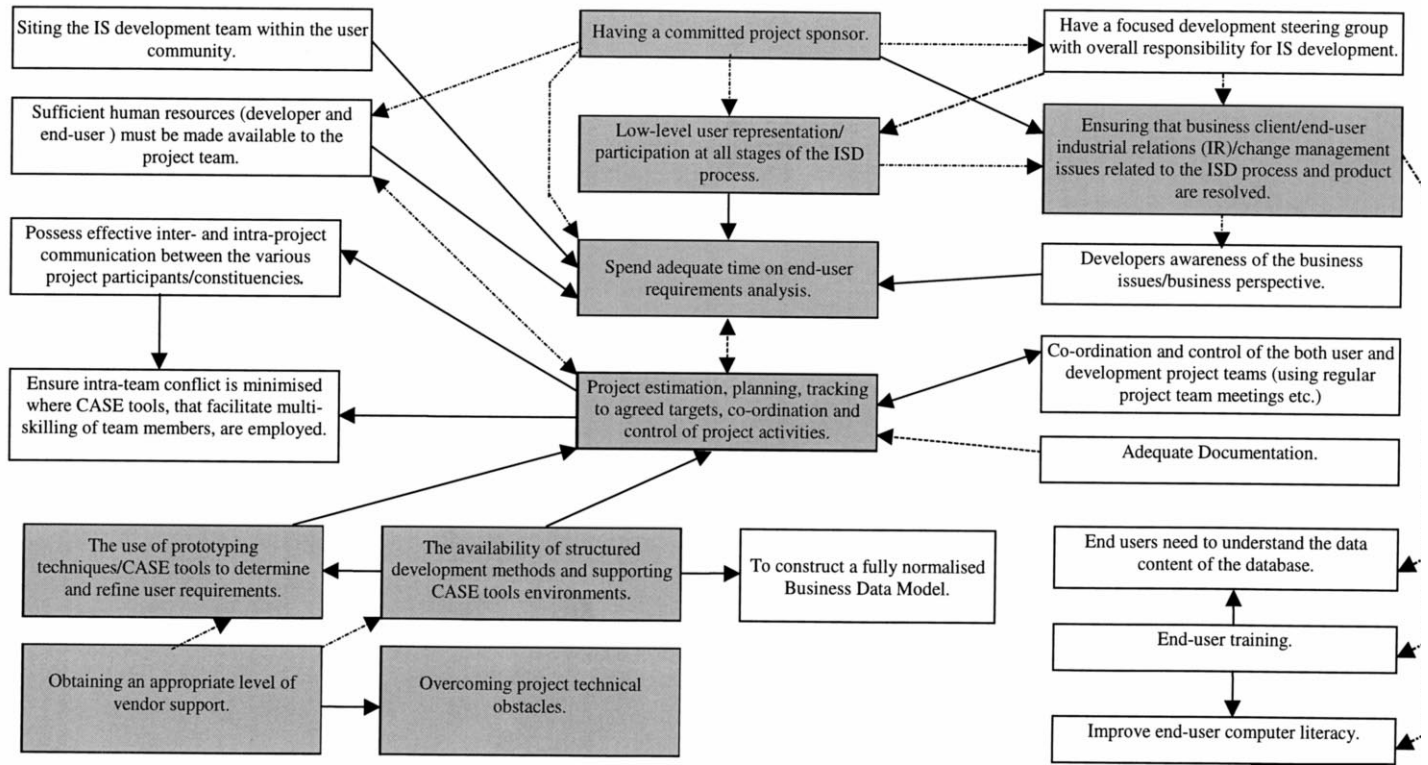 Siting the IS development team within the user
community.
Having a committed project sponsor.
Have a focused development steering group
with overall responsibility for IS development.
Sufficient human resources (developer and
end-user ) must be made available to the
project team.
Low-level user representation/
participation at all stages of the ISD
process.
Ensuring that business client/end-user
industrial relations (IR)/change management
issues related to the ISD process and product
are resolved.
Possess effective inter- and intra-project
communication between the various
project participants/constituencies.
Spend adequate time on end-user
requirements analysis.
Developers awareness of the business
issues/business perspective.
Ensure intra-team conflict is minimised
where CASE tools, that facilitate multi-
skilling of team members, are employed.
Project estimation, planning, tracking
to agreed targets, co-ordination and
control of project activities.
Co-ordination and control of the both user and
development project teams (using regular
project team meetings etc.)
Adequate Documentation.
The use of prototyping
techniques/CASE tools to determine
and refine user requirements.
The availability of structured
development methods and supporting
CASE tools environments.
To construct a fully normalised
Business Data Model.
End users need to understand the data
content of the database.
End-user training.
Obtaining an appropriate level of
vendor support.
Overcoming project technical
obstacles.
Improve end-user computer literacy.